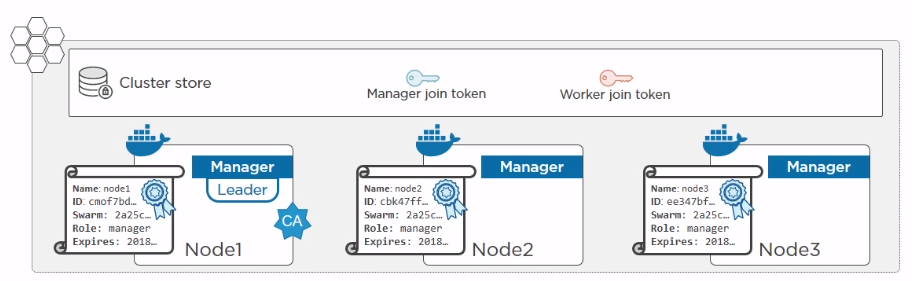 Cluster store
Manager join token
Worker join token
Manager
Leader
CA
Name: node1
ID: cmof7bd...
Swarm: 2a25c...
Role: manager
Expires: 2018...
Node1
Manager
Name: node2
ID: cbk47ff...
Swarm: 2a25c...
Role: manager
Expires: 2018...
Node2
Manager
Name: node3
ID: ee347bf...
Swarm: 2a25c...
Role: manager
Expires: 2018...
Node3